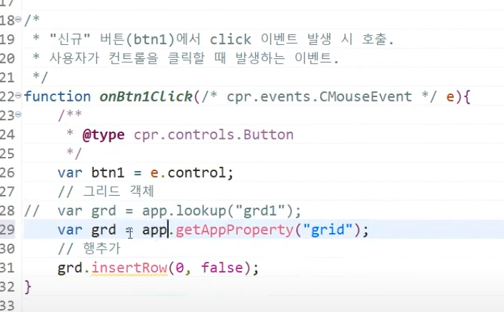 18 /*
19  * "신규" 버튼(btn1)에서 click 이벤트 발생 시 호출.
20  * 사용자가 컨트롤을 클릭할 때 발생하는 이벤트.
21  */
22 function onBtn1Click(/* cpr.events.CMouseEvent */ e){
23     /**
24      * @type cpr.controls.Button
25      */
26     var btn1 = e.control;
27     // 그리드 객체
28 //  var grd = app.lookup("grd1");
29     var grd = app.getAppProperty("grid");
30     // 행추가
31     grd.insertRow(0, false);
32 }
33